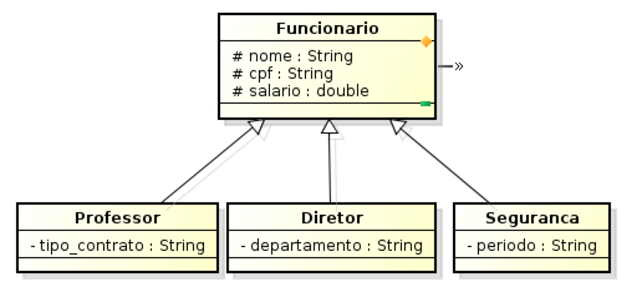 Funcionario
# nome : String
# cpf : String
# salario : double
Professor
- tipo_contrato : String
Diretor
- departamento : String
Seguranca
- periodo : String